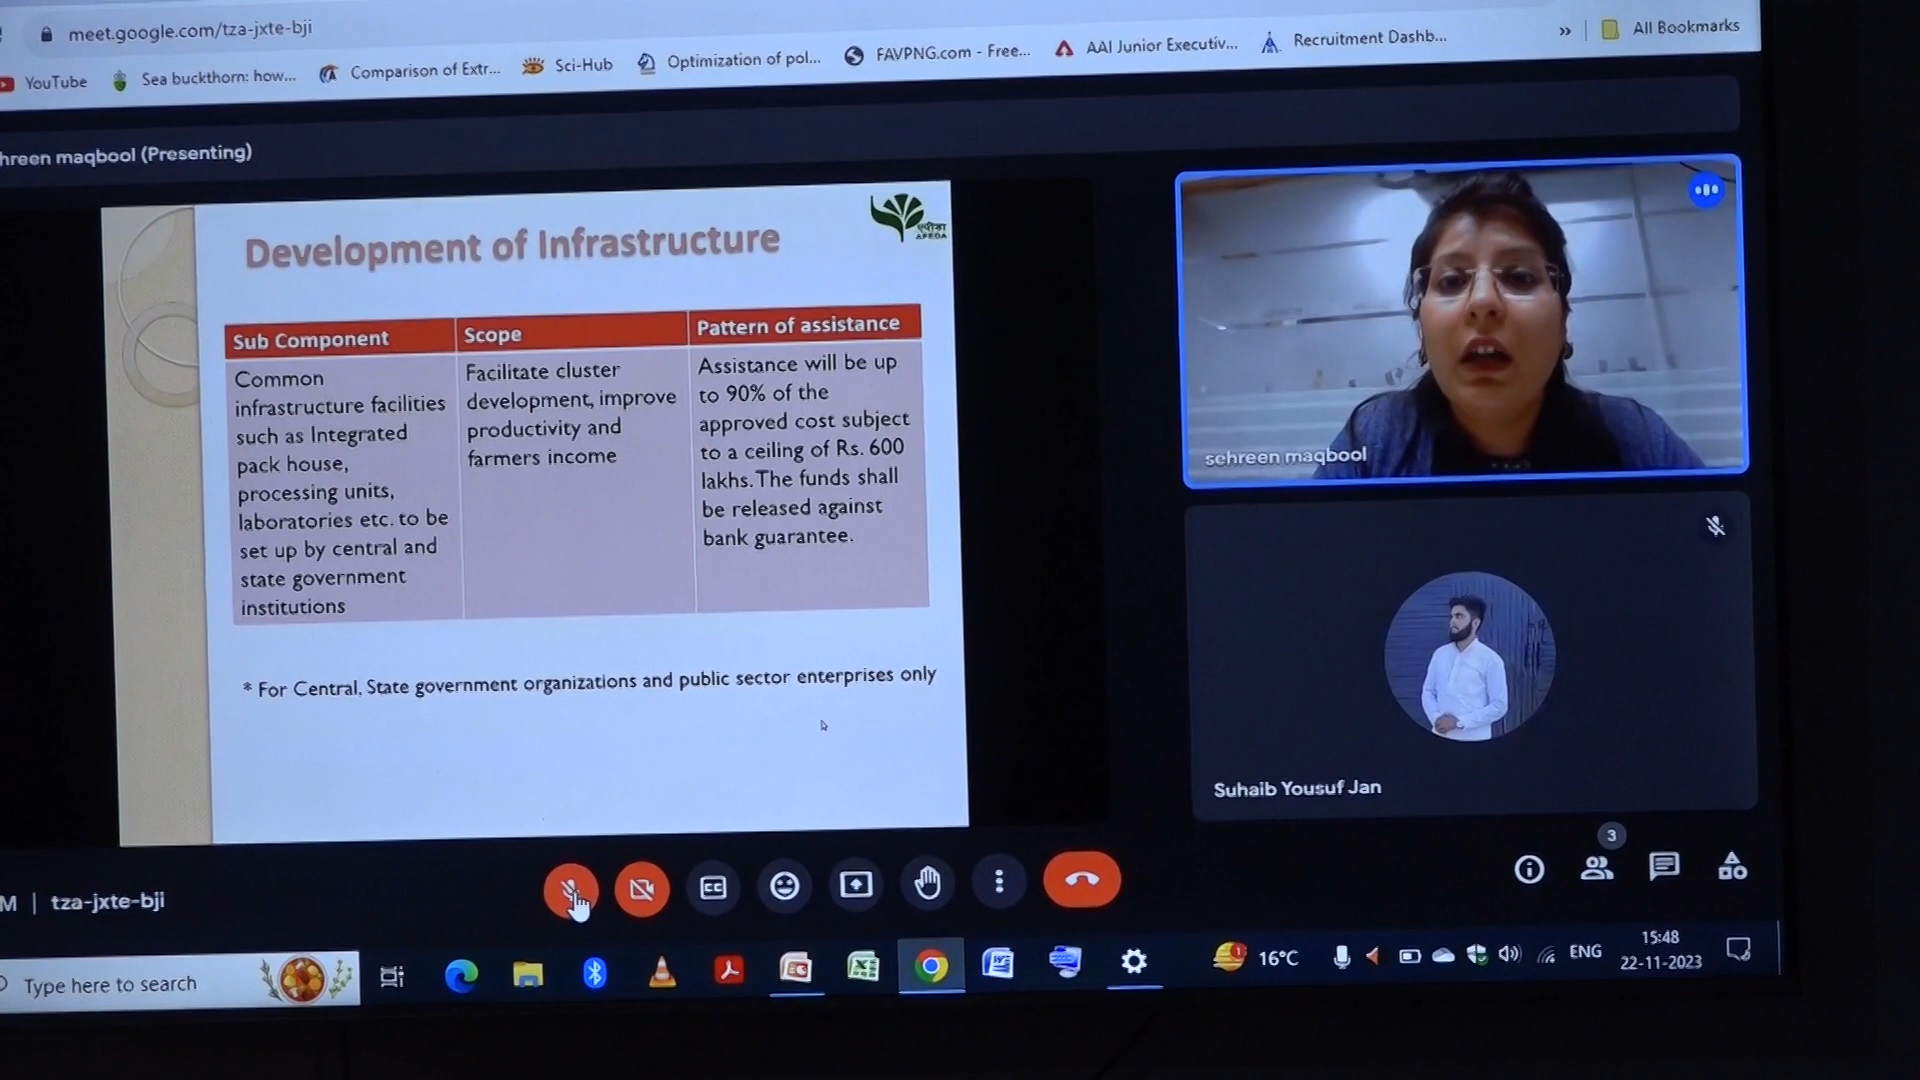 meet.google.com/tza-jxte-bji
All Bookmarks
YouTube
Sea buckthorn: how...
Comparison of Extr...
Sci-Hub
Optimization of pol...
FAVPNG.com - Free...
AAI Junior Executiv...
Recruitment Dashb...
hreen maqbool (Presenting)
Development of Infrastructure
एपीडा
APEDA
Sub Component
Common
infrastructure facilities
such as Integrated
pack house,
processing units,
laboratories etc. to be
set up by central and
state government
institutions
Scope
Facilitate cluster
development, improve
productivity and
farmers income
Pattern of assistance
Assistance will be up
to 90% of the
approved cost subject
to a ceiling of Rs. 600
lakhs. The funds shall
be released against
bank guarantee.
* For Central, State government organizations and public sector enterprises only
sehreen maqbool
Suhaib Yousuf Jan
M | tza-jxte-bji
CC
3
Type here to search
1
16°C
ENG
15:48
22-11-2023